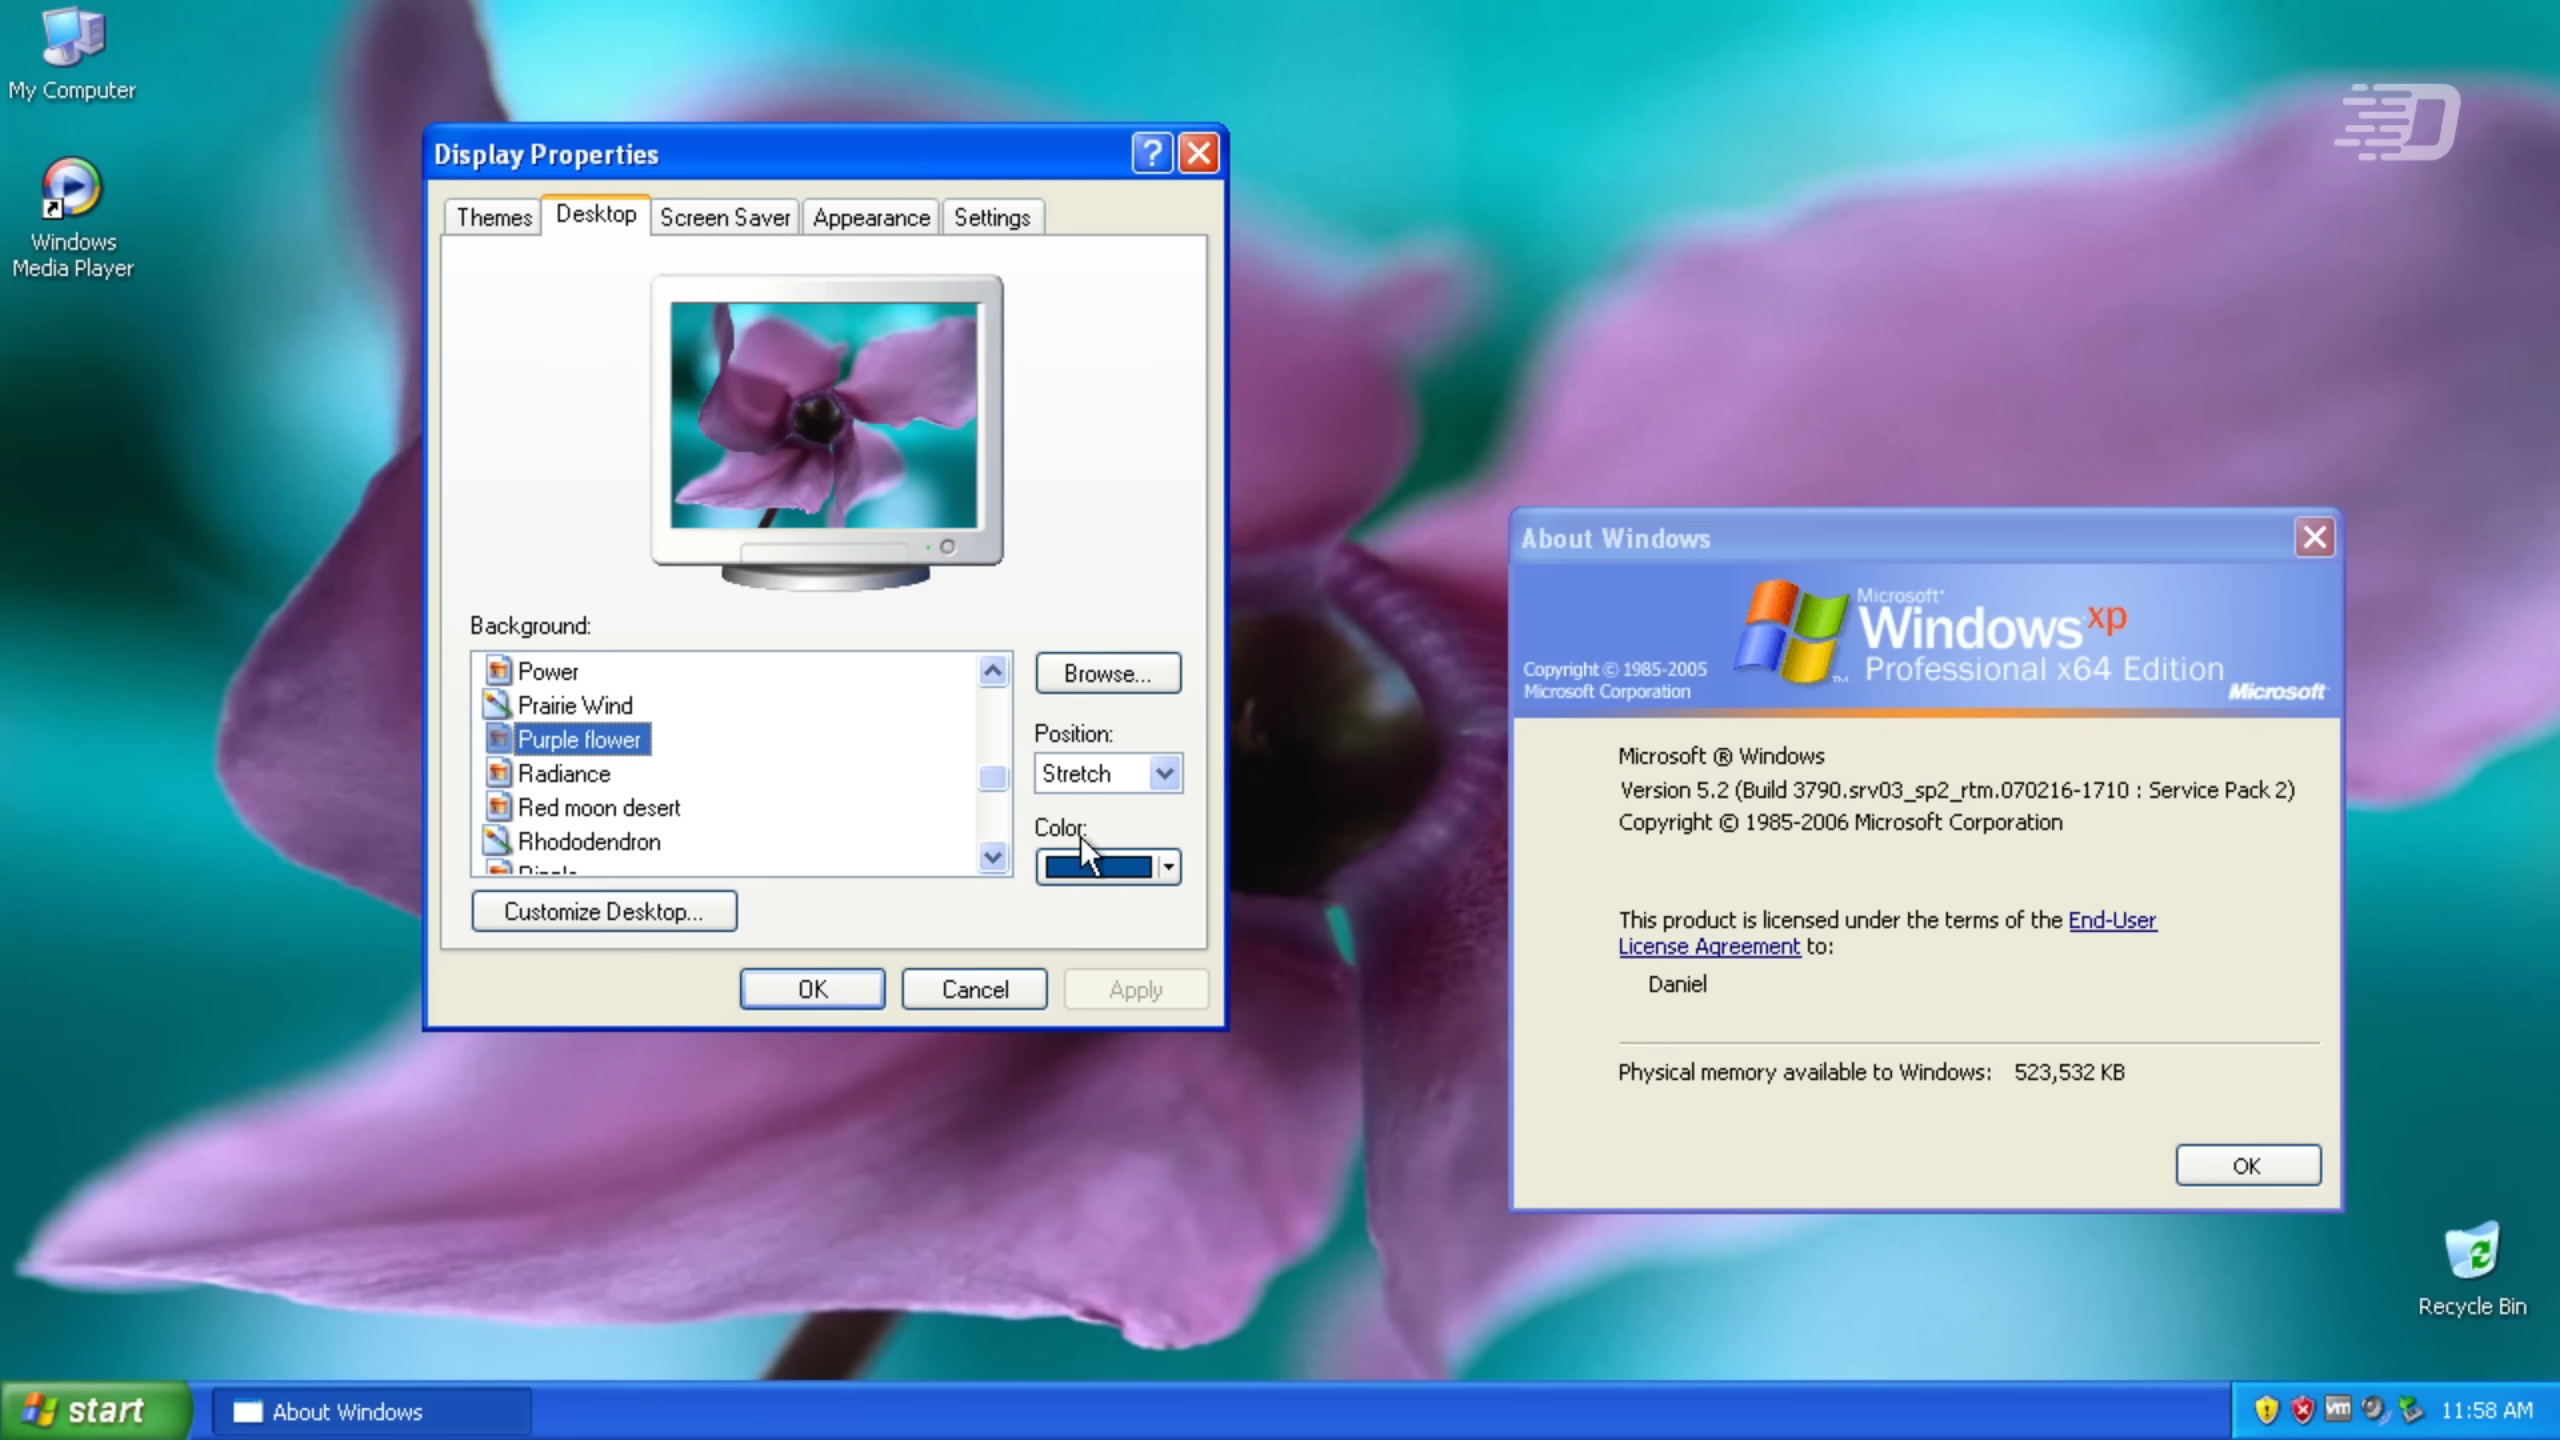 My Computer
Windows
Media Player
Display Properties
Themes
Desktop
Screen Saver
Appearance
Settings
Background:
Power
Prairie Wind
Purple flower
Radiance
Red moon desert
Rhododendron
Browse...
Position:
Stretch
Color:
Customize Desktop...
OK
Cancel
Apply
D
About Windows
Microsoft®
Windows xp
Professional x64 Edition
TM
Copyright © 1985-2005
Microsoft Corporation
Microsoft
Microsoft ® Windows
Version 5.2 (Build 3790.srv03_sp2_rtm.070216-1710 : Service Pack 2)
Copyright © 1985-2006 Microsoft Corporation
This product is licensed under the terms of the End-User
License Agreement to:
Daniel
Physical memory available to Windows: 523,532 KB
OK
Recycle Bin
start
About Windows
vm
11:58 AM